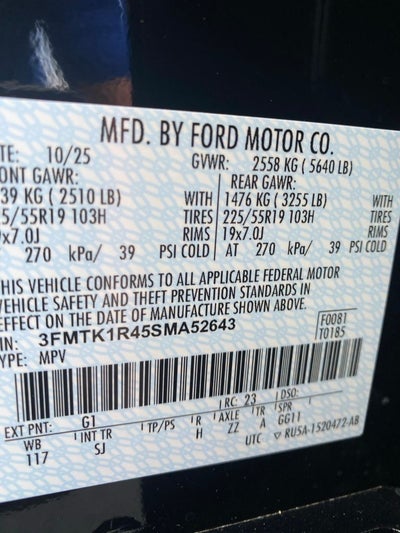 MFD. BY FORD MOTOR CO.
TE: 10/25 GVWR: 2558 KG ( 5640 LB)
ONT GAWR: REAR GAWR:
39 KG ( 2510 LB) WITH 1476 KG ( 3255 LB) WITH
5/55R19 103H TIRES 225/55R19 103H TIRES
9x7.0J RIMS 19x7.0J RIMS
270 kPa/ 39 PSI COLD AT 270 kPa/ 39 PSI COLD
THIS VEHICLE CONFORMS TO ALL APPLICABLE FEDERAL MOTOR
VEHICLE SAFETY AND THEFT PREVENTION STANDARDS IN
EFFECT ON THE DATE OF MANUFACTURE SHOWN ABOVE.
IN: 3FMTK1R45SMA52643 F0081
YPE: MPV T0185
EXT PNT: G1 RC: 23 DSO:
WB INT TR TP/PS R AXLE TR SPR
117 SJ H ZZ A GG11
UTC RU5A-1520472-AB